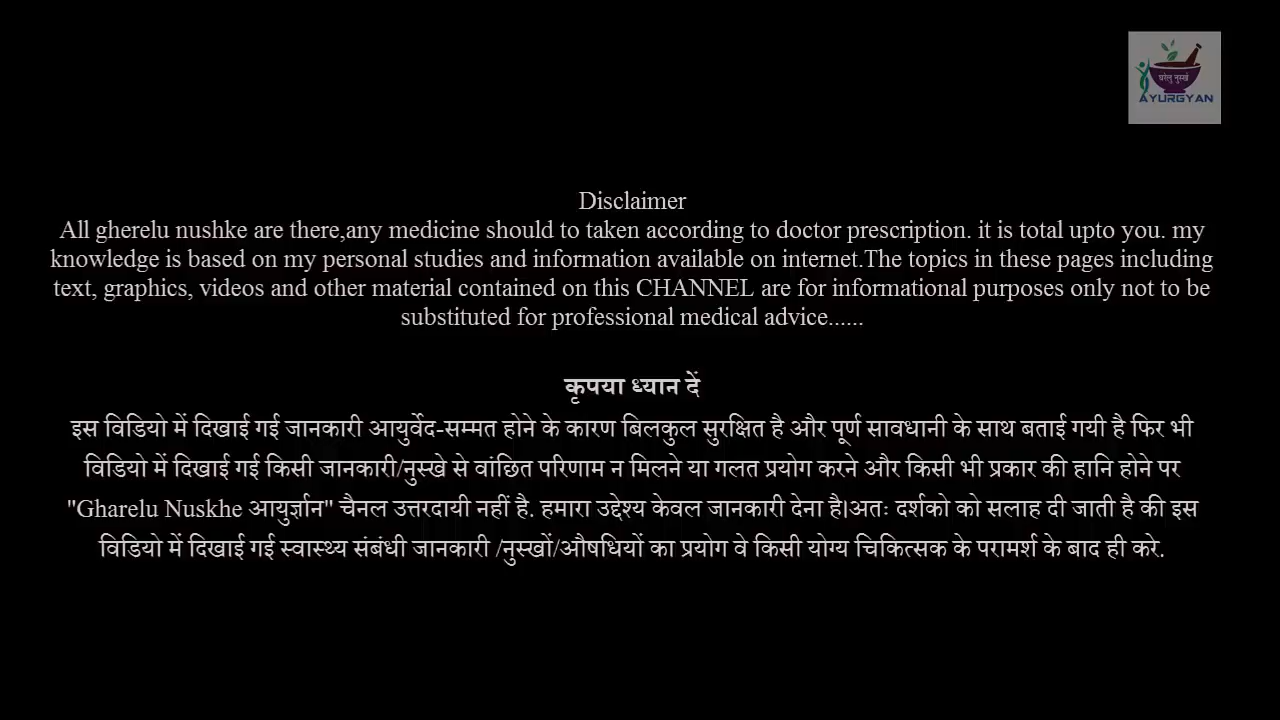 घरेलु नुस्खे
AYURGYAN
Disclaimer
All gherelu nushke are there,any medicine should to taken according to doctor prescription. it is total upto you. my
knowledge is based on my personal studies and information available on internet.The topics in these pages including
text, graphics, videos and other material contained on this CHANNEL are for informational purposes only not to be
substituted for professional medical advice......
कृपया ध्यान दें
इस विडियो में दिखाई गई जानकारी आयुर्वेद-सम्मत होने के कारण बिलकुल सुरक्षित है और पूर्ण सावधानी के साथ बताई गयी है फिर भी
विडियो में दिखाई गई किसी जानकारी/नुस्खे से वांछित परिणाम न मिलने या गलत प्रयोग करने और किसी भी प्रकार की हानि होने पर
"Gharelu Nuskhe आयुर्ज्ञान" चैनल उत्तरदायी नहीं है. हमारा उद्देश्य केवल जानकारी देना है।अतः दर्शको को सलाह दी जाती है की इस
विडियो में दिखाई गई स्वास्थ्य संबंधी जानकारी /नुस्खों/औषधियों का प्रयोग वे किसी योग्य चिकित्सक के परामर्श के बाद ही करे.